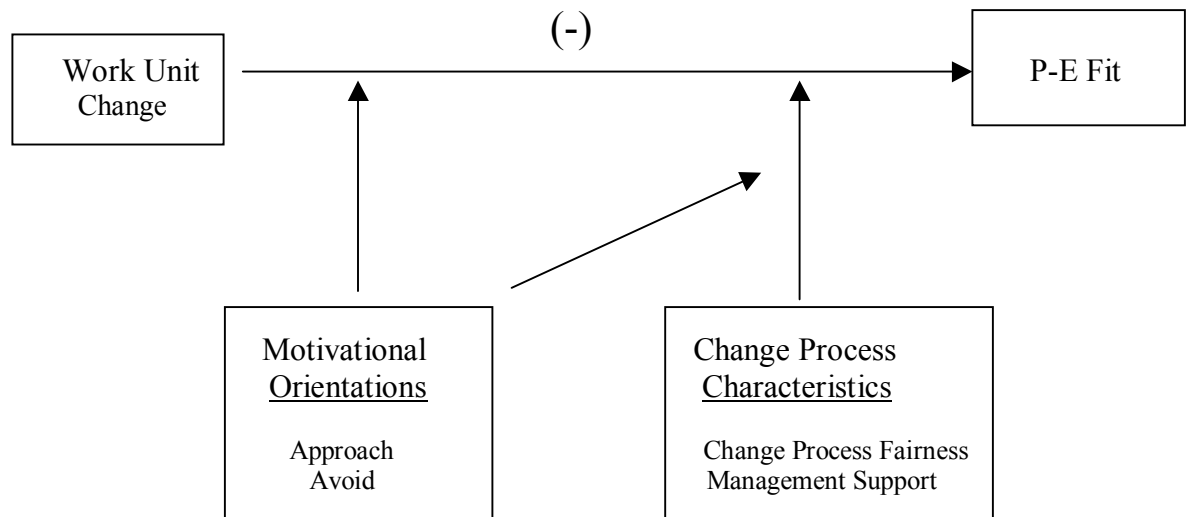 (-)
Work Unit
Change
P-E Fit
Motivational
Orientations
Approach
Avoid
Change Process
Characteristics
Change Process Fairness
Management Support